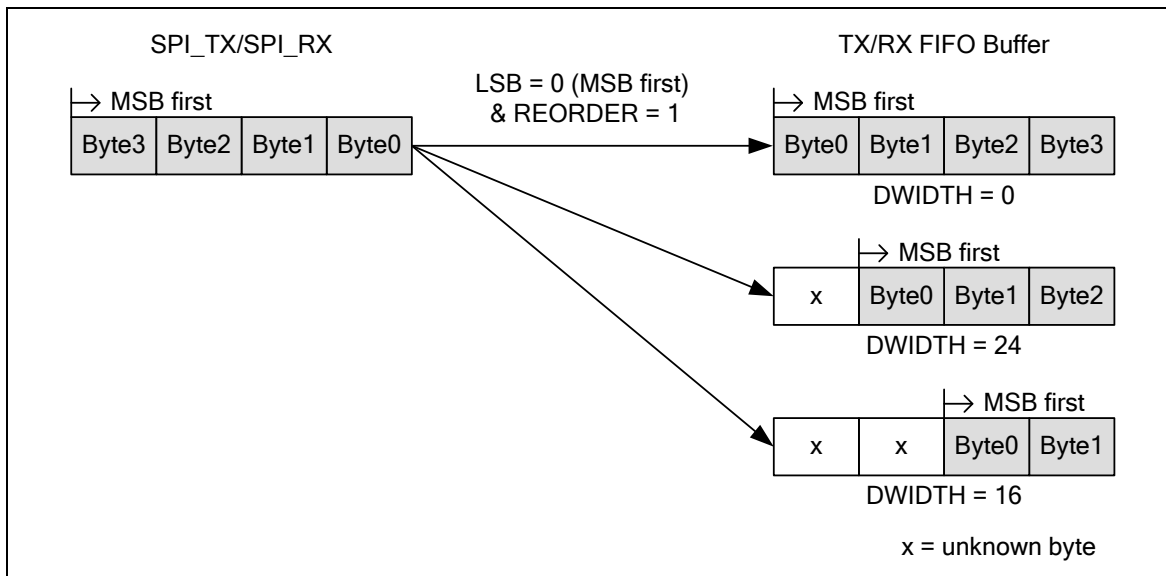 SPI_TX/SPI_RX
TX/RX FIFO Buffer
LSB = 0 (MSB first)
& REORDER = 1
MSB first
MSB first
Byte3 Byte2 Byte1 Byte0
Byte0 Byte1 Byte2 Byte3
DWIDTH = 0
MSB first
x Byte0 Byte1 Byte2
DWIDTH = 24
MSB first
x x Byte0 Byte1
DWIDTH = 16
x = unknown byte